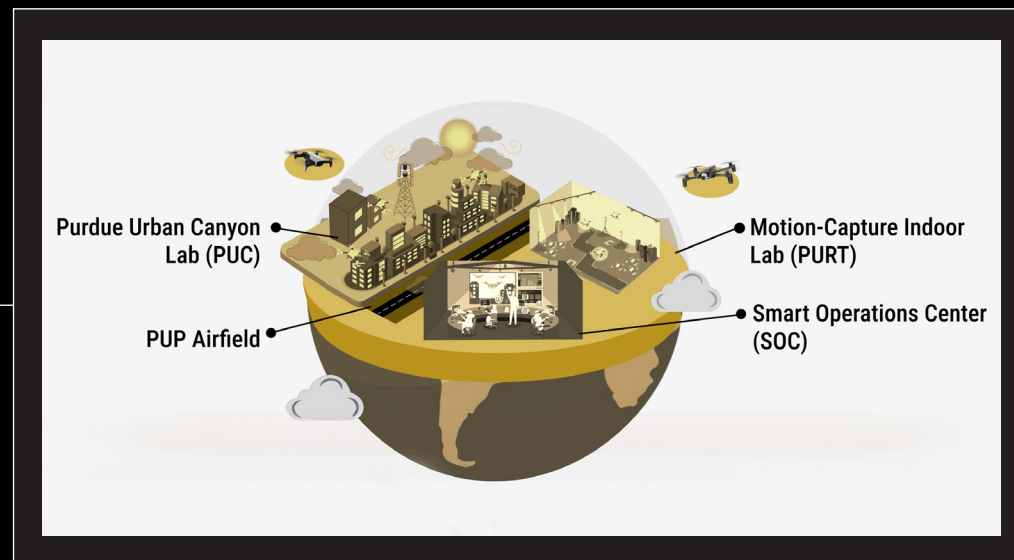 Purdue Urban Canyon
Lab (PUC)
PUP Airfield
Motion-Capture Indoor
Lab (PURT)
Smart Operations Center
(SOC)